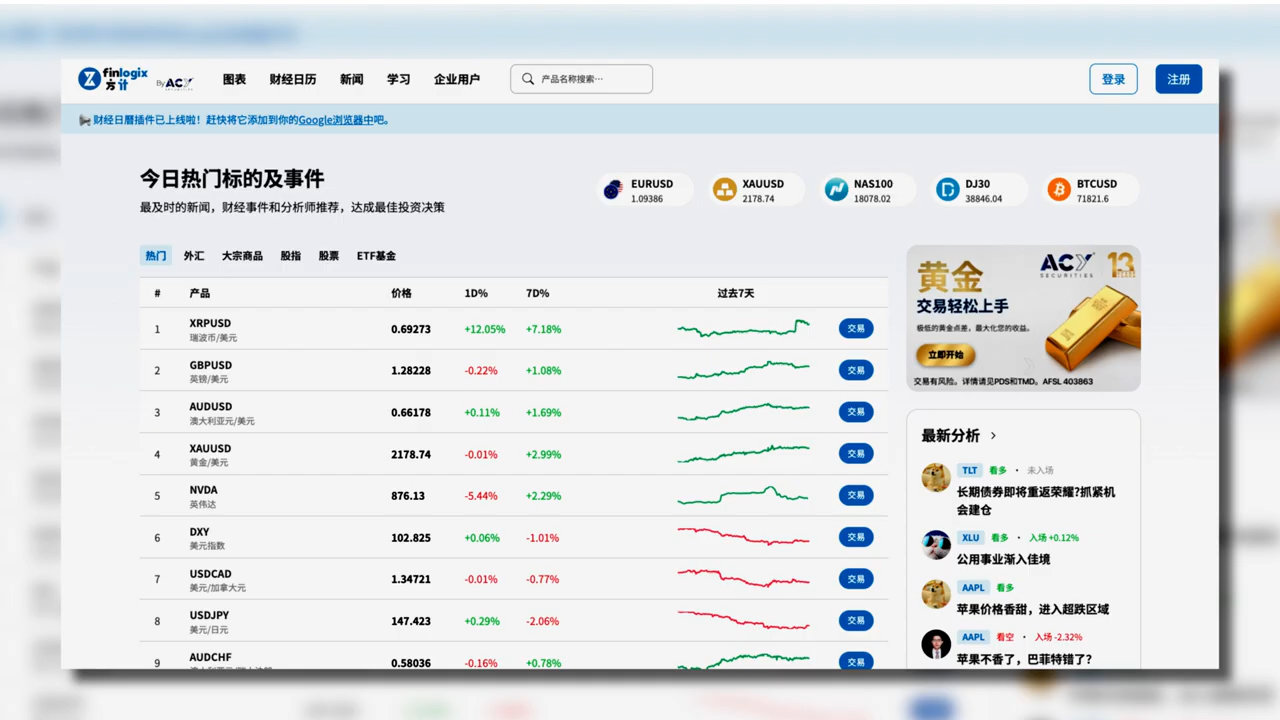 finlogix
方计
By ACY
SECURITIES
图表 财经日历 新闻 学习 企业用户
产品名称搜索…
登录 注册
财经日曆插件已上线啦！赶快将它添加到你的Google浏览器中吧。
今日热门标的及事件
最及时的新闻，财经事件和分析师推荐，达成最佳投资决策
EURUSD
1.09386
XAUUSD
2178.74
NAS100
18078.02
DJ30
38846.04
BTCUSD
71821.6
热门 外汇 大宗商品 股指 股票 ETF基金
# 产品 价格 1D% 7D% 过去7天
1 XRPUSD 0.69273 +12.05% +7.18% 交易
瑞波币/美元
2 GBPUSD 1.28228 -0.22% +1.08% 交易
英镑/美元
3 AUDUSD 0.66178 +0.11% +1.69% 交易
澳大利亚元/美元
4 XAUUSD 2178.74 -0.01% +2.99% 交易
黄金/美元
5 NVDA 876.13 -5.44% +2.29% 交易
英伟达
6 DXY 102.825 +0.06% -1.01% 交易
美元指数
7 USDCAD 1.34721 -0.01% -0.77% 交易
美元/加拿大元
8 USDJPY 147.423 +0.29% -2.06% 交易
美元/日元
9 AUDCHF 0.58036 -0.16% +0.78% 交易
ACY
SECURITIES
13
YEARS
黄金
交易轻松上手
极低的黄金点差，最大化您的收益。
立即开始
交易有风险。详情请见PDS和TMD。AFSL 403863
最新分析 >
TLT 看多 · 未入场
长期债券即将重返荣耀?抓紧机
会建仓
XLU 看多 · 入场 +0.12%
公用事业渐入佳境
AAPL 看多
苹果价格香甜，进入超跌区域
AAPL 看空 · 入场 -2.32%
苹果不香了，巴菲特错了？